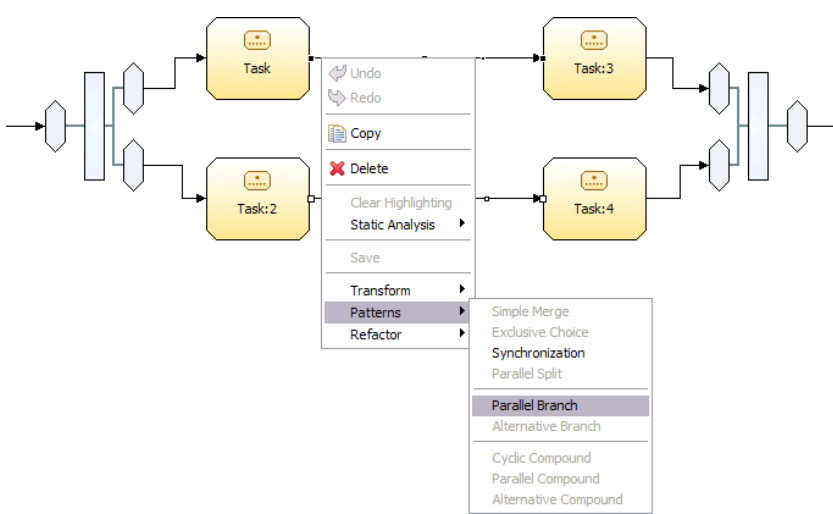 Task
Task:3
Task:2
Task:4
Undo
Redo
Copy
Delete
Clear Highlighting
Static Analysis
Save
Transform
Patterns
Refactor
Simple Merge
Exclusive Choice
Synchronization
Parallel Split
Parallel Branch
Alternative Branch
Cyclic Compound
Parallel Compound
Alternative Compound